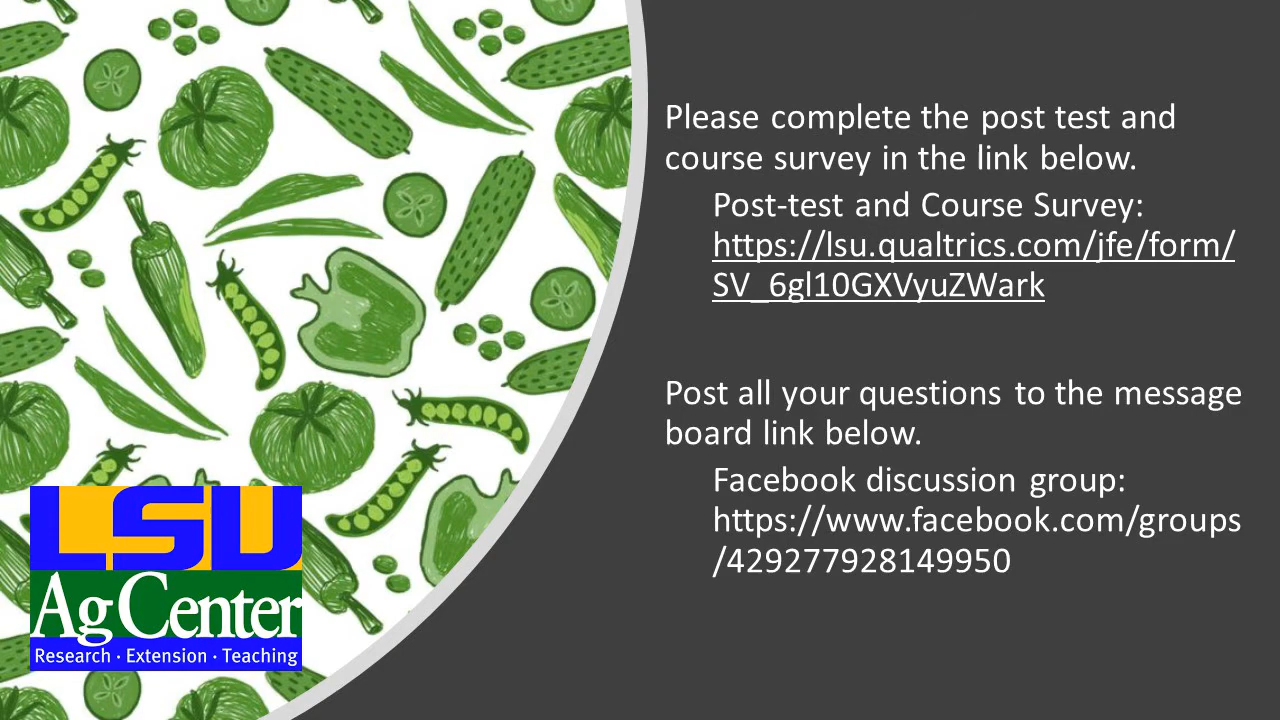 Please complete the post test and
course survey in the link below.
Post-test and Course Survey:
https://lsu.qualtrics.com/jfe/form/
SV_6gl10GXVyuZWark
Post all your questions to the message
board link below.
Facebook discussion group:
https://www.facebook.com/groups
/429277928149950
LSU
AgCenter
Research · Extension · Teaching